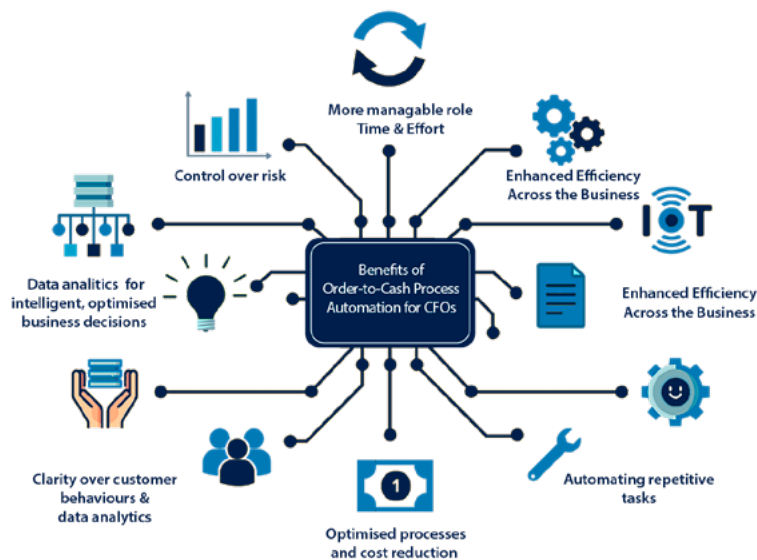 More managable role
Time & Effort
Control over risk
Enhanced Efficiency
Across the Business
IOT
Benefits of
Order-to-Cash Process
Automation for CFOs
Data analitics for
intelligent, optimised
business decisions
Enhanced Efficiency
Across the Business
Clarity over customer
behaviours &
data analytics
1
Automating repetitive
tasks
Optimised processes
and cost reduction